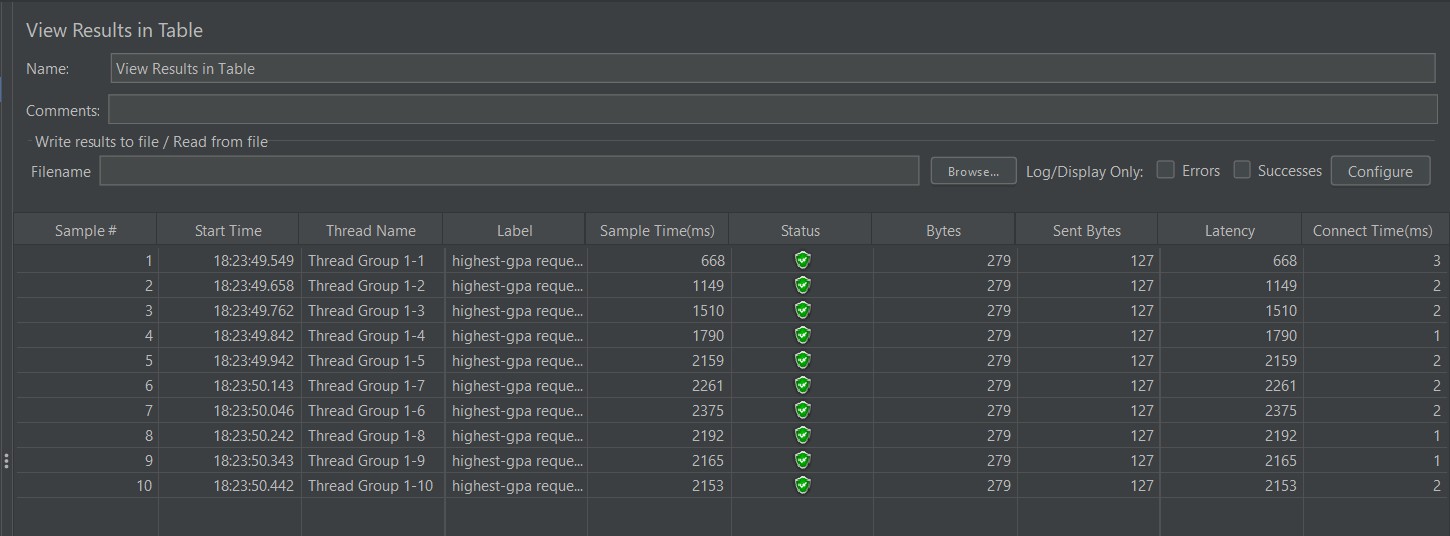 View Results in Table
Name: View Results in Table
Comments:
Write results to file / Read from file
Filename Browse... Log/Display Only: Errors Successes Configure
Sample # Start Time Thread Name Label Sample Time(ms) Status Bytes Sent Bytes Latency Connect Time(ms)
1 18:23:49.549 Thread Group 1-1 highest-gpa reque... 668 279 127 668 3
2 18:23:49.658 Thread Group 1-2 highest-gpa reque... 1149 279 127 1149 2
3 18:23:49.762 Thread Group 1-3 highest-gpa reque... 1510 279 127 1510 2
4 18:23:49.842 Thread Group 1-4 highest-gpa reque... 1790 279 127 1790 1
5 18:23:49.942 Thread Group 1-5 highest-gpa reque... 2159 279 127 2159 2
6 18:23:50.143 Thread Group 1-7 highest-gpa reque... 2261 279 127 2261 2
7 18:23:50.046 Thread Group 1-6 highest-gpa reque... 2375 279 127 2375 2
8 18:23:50.242 Thread Group 1-8 highest-gpa reque... 2192 279 127 2192 1
9 18:23:50.343 Thread Group 1-9 highest-gpa reque... 2165 279 127 2165 1
10 18:23:50.442 Thread Group 1-10 highest-gpa reque... 2153 279 127 2153 2